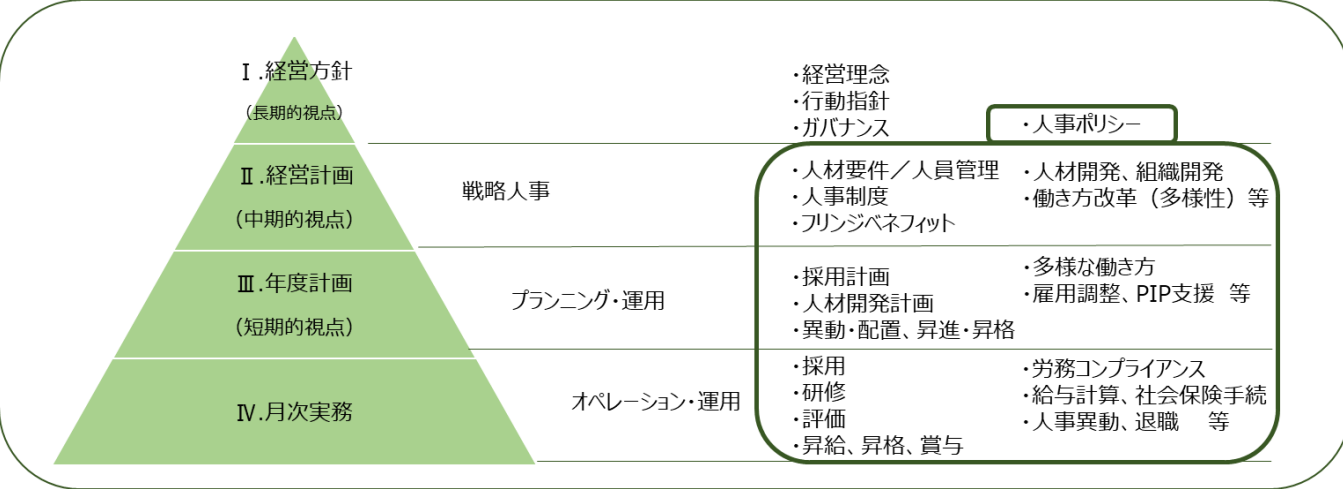 Ⅰ.経営方針
（長期的視点）
・経営理念
・行動指針
・ガバナンス
・人事ポリシー
Ⅱ.経営計画
（中期的視点）
戦略人事
・人材要件／人員管理
・人事制度
・フリンジベネフィット
・人材開発、組織開発
・働き方改革（多様性）等
Ⅲ.年度計画
（短期的視点）
プランニング・運用
・採用計画
・人材開発計画
・異動・配置、昇進・昇格
・多様な働き方
・雇用調整、PIP支援 等
Ⅳ.月次実務
オペレーション・運用
・採用
・研修
・評価
・昇給、昇格、賞与
・労務コンプライアンス
・給与計算、社会保険手続
・人事異動、退職 等